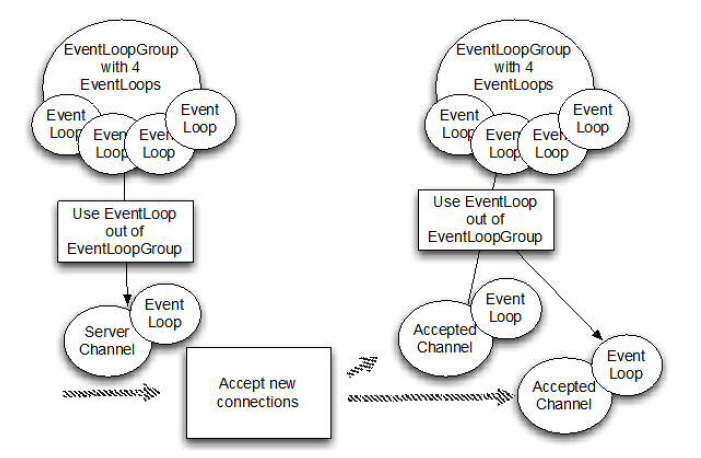 EventLoopGroup
with 4
EventLoops
Event
Loop
Event
Loop
Event
Loop
Event
Loop
Use EventLoop
out of
EventLoopGroup
Server
Channel
Event
Loop
Accept new
connections
EventLoopGroup
with 4
EventLoops
Event
Loop
Event
Loop
Event
Loop
Event
Loop
Use EventLoop
out of
EventLoopGroup
Accepted
Channel
Event
Loop
Accepted
Channel
Event
Loop